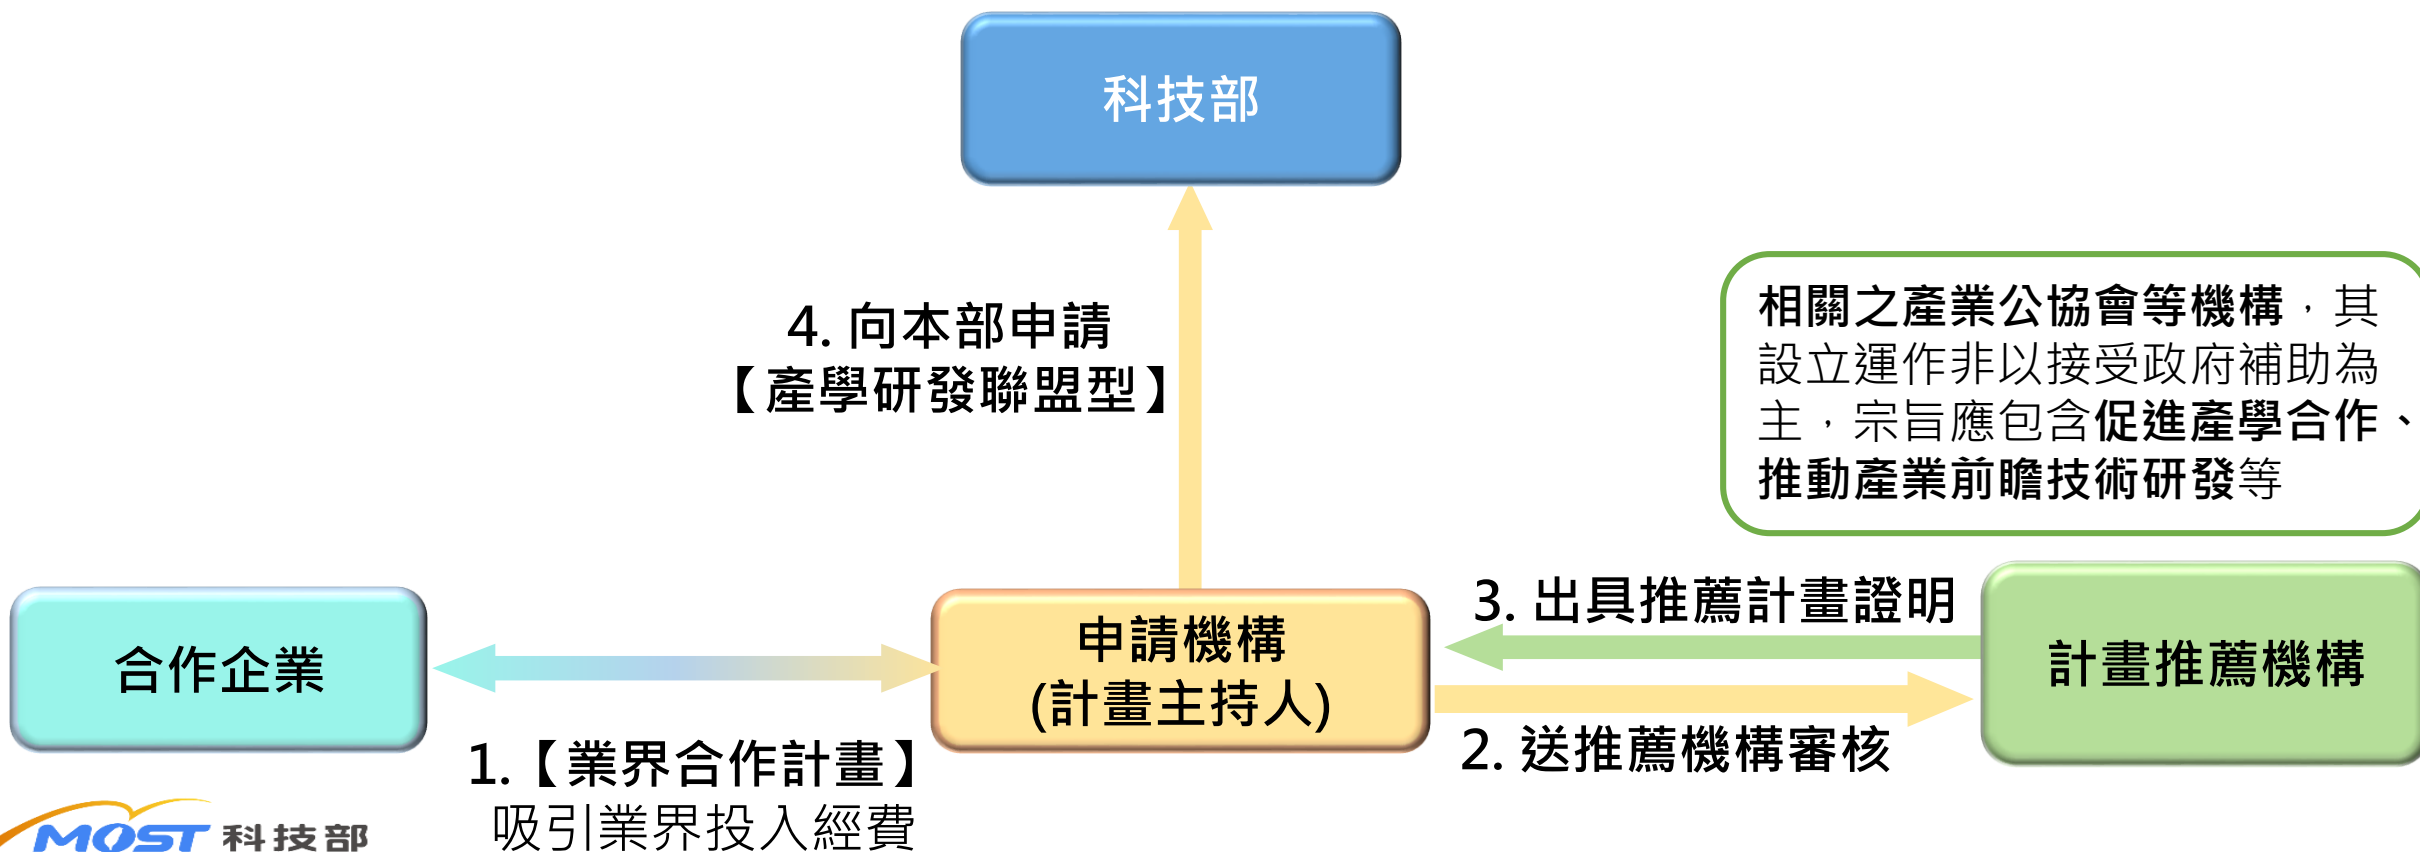 科技部
4. 向本部申請
【產學研發聯盟型】
相關之產業公協會等機構，其
設立運作非以接受政府補助為
主，宗旨應包含促進產學合作、
推動產業前瞻技術研發等
合作企業
申請機構
(計畫主持人)
3. 出具推薦計畫證明
計畫推薦機構
2. 送推薦機構審核
1.【業界合作計畫】
吸引業界投入經費
MOST 科技部